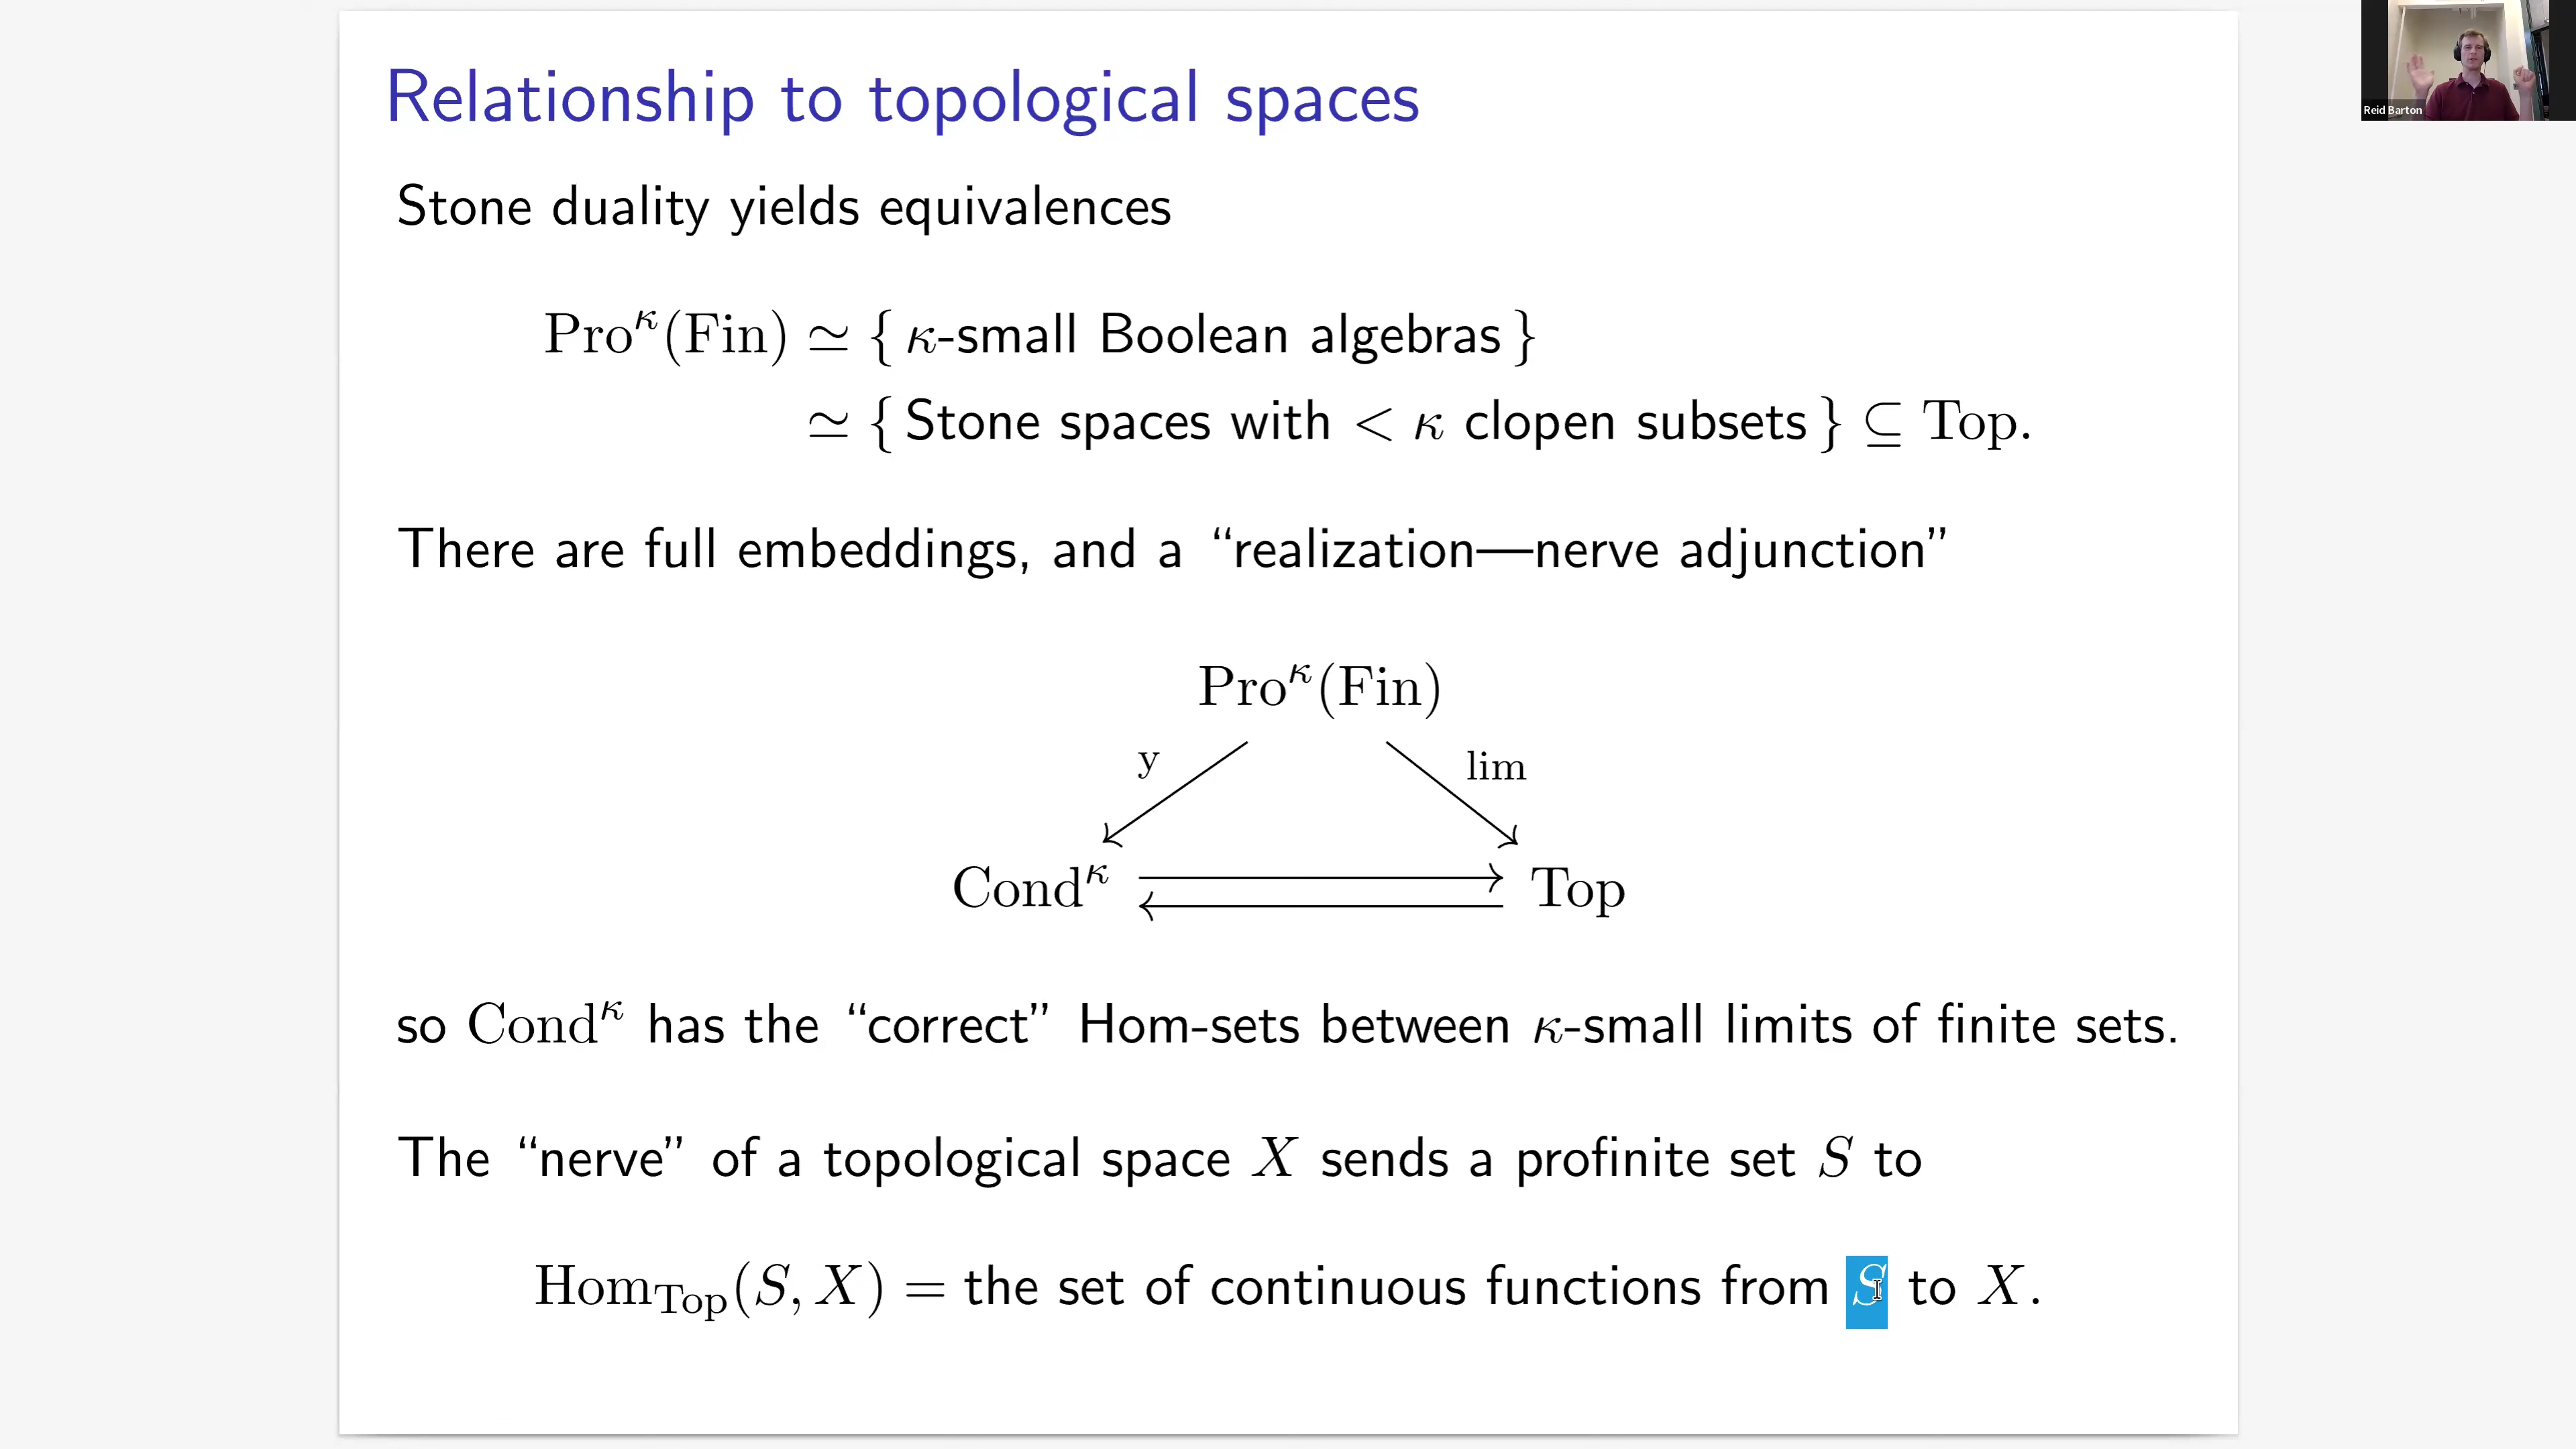 Relationship to topological spaces
Reid Barton
Stone duality yields equivalences
Pro^κ(Fin) ≃ { κ-small Boolean algebras }
≃ { Stone spaces with < κ clopen subsets } ⊆ Top.
There are full embeddings, and a “realization—nerve adjunction”
Pro^κ(Fin)
y lim
Cond^κ Top
so Cond^κ has the “correct” Hom-sets between κ-small limits of finite sets.
The “nerve” of a topological space X sends a profinite set S to
Hom_Top(S, X) = the set of continuous functions from S to X.